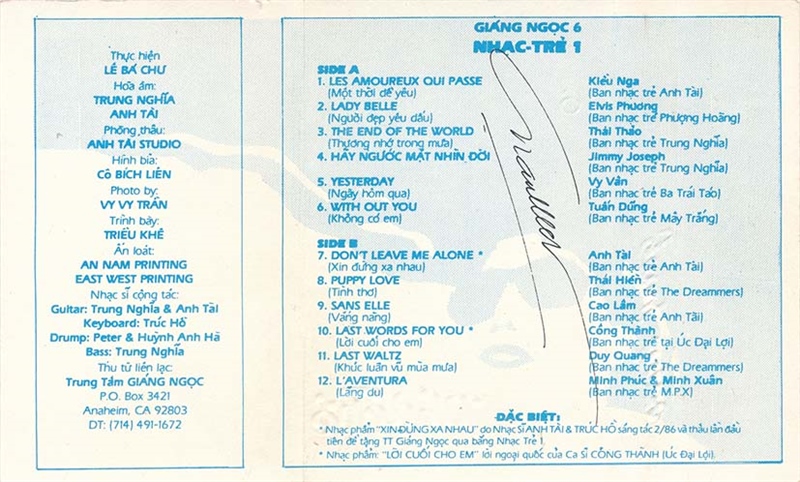 Thực hiện
LÊ BÁ CHƯ
Hòa âm:
TRUNG NGHĨA
ANH TÀI
Phòng thâu:
ANH TÀI STUDIO
Hình bìa:
Cô BÍCH LIÊN
Photo by:
VY VY TRẦN
Trình bày:
TRIỀU KHÊ
Ấn loát:
AN NAM PRINTING
EAST WEST PRINTING
Nhạc sĩ cộng tác:
Guitar: Trung Nghĩa & Anh Tài
Keyboard: Trúc Hồ
Drump: Peter & Huỳnh Anh Hà
Bass: Trung Nghĩa
Thư từ liên lạc:
Trung Tâm GIÁNG NGỌC
P.O. Box 3421
Anaheim, CA 92803
DT: (714) 491-1672
GIÁNG NGỌC 6
NHẠC-TRẺ 1
SIDE A
1. LES AMOUREUX QUI PASSE Kiều Nga
(Một thời để yêu) (Ban nhạc trẻ Anh Tài)
2. LADY BELLE Elvis Phương
(Người đẹp yêu dấu) (Ban nhạc trẻ Phượng Hoàng)
3. THE END OF THE WORLD Thái Thảo
(Thương nhớ trong mưa) (Ban nhạc trẻ Trung Nghĩa)
4. HÃY NGƯỚC MẶT NHÌN ĐỜI Jimmy Joseph
(Ban nhạc trẻ Trung Nghĩa)
5. YESTERDAY Vy Vân
(Ngày hôm qua) (Ban nhạc trẻ Ba Trái Táo)
6. WITH OUT YOU Tuấn Dũng
(Không có em) (Ban nhạc trẻ Mây Trắng)
SIDE B
7. DON'T LEAVE ME ALONE * Anh Tài
(Xin đừng xa nhau) (Ban nhạc trẻ Anh Tài)
8. PUPPY LOVE Thái Hiền
(Tình thơ) (Ban nhạc trẻ The Dreammers)
9. SANS ELLE Cao Lâm
(Vắng nàng) (Ban nhạc trẻ Anh Tài)
10. LAST WORDS FOR YOU * Công Thành
(Lời cuối cho em) (Ban nhạc trẻ tại Úc Đại Lợi)
11. LAST WALTZ Duy Quang
(Khúc luân vũ mùa mưa) (Ban nhạc trẻ The Dreammers)
12. L'AVENTURA Minh Phúc & Minh Xuân
(Lãng du) (Ban nhạc trẻ M.P.X)
ĐẶC BIỆT:
* Nhạc phẩm "XIN ĐỪNG XA NHAU" do Nhạc Sĩ ANH TÀI & TRÚC HỒ sáng tác 2/86 và thâu lần đầu
tiên để tặng TT Giáng Ngọc qua băng Nhạc Trẻ 1.
* Nhạc phẩm: "LỜI CUỐI CHO EM" lời ngoại quốc của Ca Sĩ CÔNG THÀNH (Úc Đại Lợi).